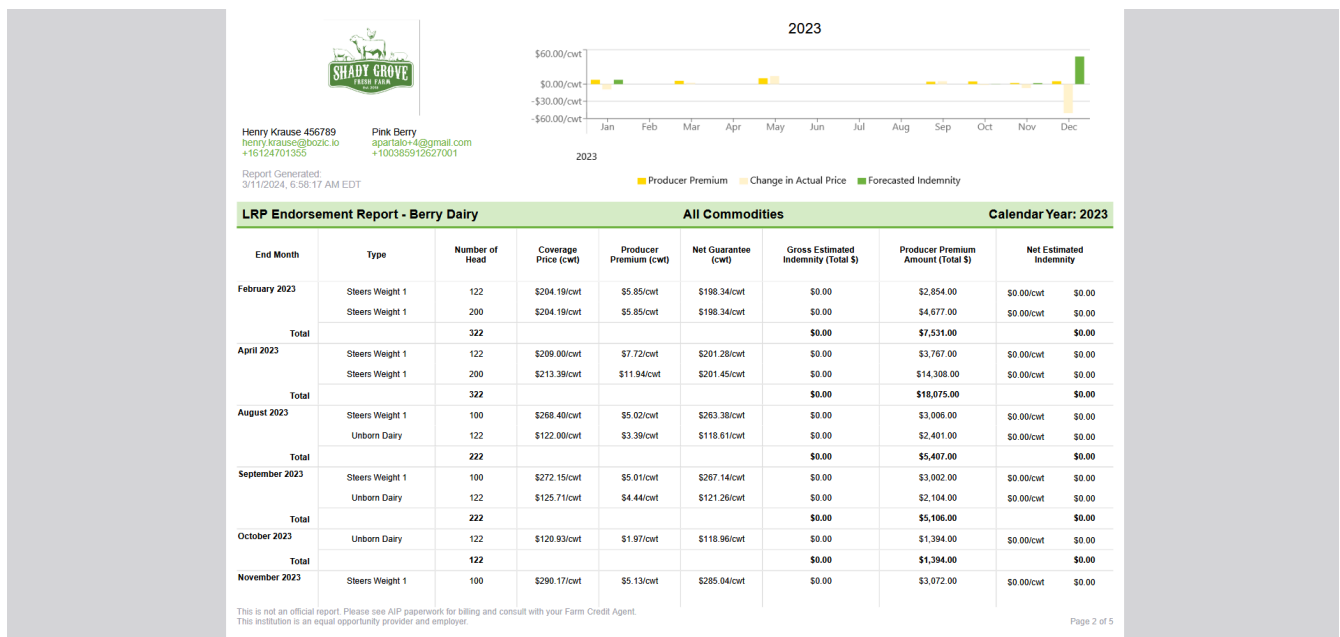 SHADY GROVE
FRESH FARM
Est. 2018
Henry Krause 456789 Pink Berry
henry.krause@bozic.io apartalo+4@gmail.com
+16124701355 +100385912627001
Report Generated:
3/11/2024, 6:58:17 AM EDT
2023
$60.00/cwt
$0.00/cwt
-$30.00/cwt
-$60.00/cwt
Jan Feb Mar Apr May Jun Jul Aug Sep Oct Nov Dec
2023
Producer Premium Change in Actual Price Forecasted Indemnity
LRP Endorsement Report - Berry Dairy All Commodities Calendar Year: 2023
End Month Type Number of Head Coverage Price (cwt) Producer Premium (cwt) Net Guarantee (cwt) Gross Estimated Indemnity (Total $) Producer Premium Amount (Total $) Net Estimated Indemnity
February 2023 Steers Weight 1 122 $204.19/cwt $5.85/cwt $198.34/cwt $0.00 $2,854.00 $0.00/cwt $0.00
Steers Weight 1 200 $204.19/cwt $5.85/cwt $198.34/cwt $0.00 $4,677.00 $0.00/cwt $0.00
Total 322 $0.00 $7,531.00 $0.00
April 2023 Steers Weight 1 122 $209.00/cwt $7.72/cwt $201.28/cwt $0.00 $3,767.00 $0.00/cwt $0.00
Steers Weight 1 200 $213.39/cwt $11.94/cwt $201.45/cwt $0.00 $14,308.00 $0.00/cwt $0.00
Total 322 $0.00 $18,075.00 $0.00
August 2023 Steers Weight 1 100 $268.40/cwt $5.02/cwt $263.38/cwt $0.00 $3,006.00 $0.00/cwt $0.00
Unborn Dairy 122 $122.00/cwt $3.39/cwt $118.61/cwt $0.00 $2,401.00 $0.00/cwt $0.00
Total 222 $0.00 $5,407.00 $0.00
September 2023 Steers Weight 1 100 $272.15/cwt $5.01/cwt $267.14/cwt $0.00 $3,002.00 $0.00/cwt $0.00
Unborn Dairy 122 $125.71/cwt $4.44/cwt $121.26/cwt $0.00 $2,104.00 $0.00/cwt $0.00
Total 222 $0.00 $5,106.00 $0.00
October 2023 Unborn Dairy 122 $120.93/cwt $1.97/cwt $118.96/cwt $0.00 $1,394.00 $0.00/cwt $0.00
Total 122 $0.00 $1,394.00 $0.00
November 2023 Steers Weight 1 100 $290.17/cwt $5.13/cwt $285.04/cwt $0.00 $3,072.00 $0.00/cwt $0.00
This is not an official report. Please see AIP paperwork for billing and consult with your Farm Credit Agent.
This institution is an equal opportunity provider and employer. Page 2 of 5